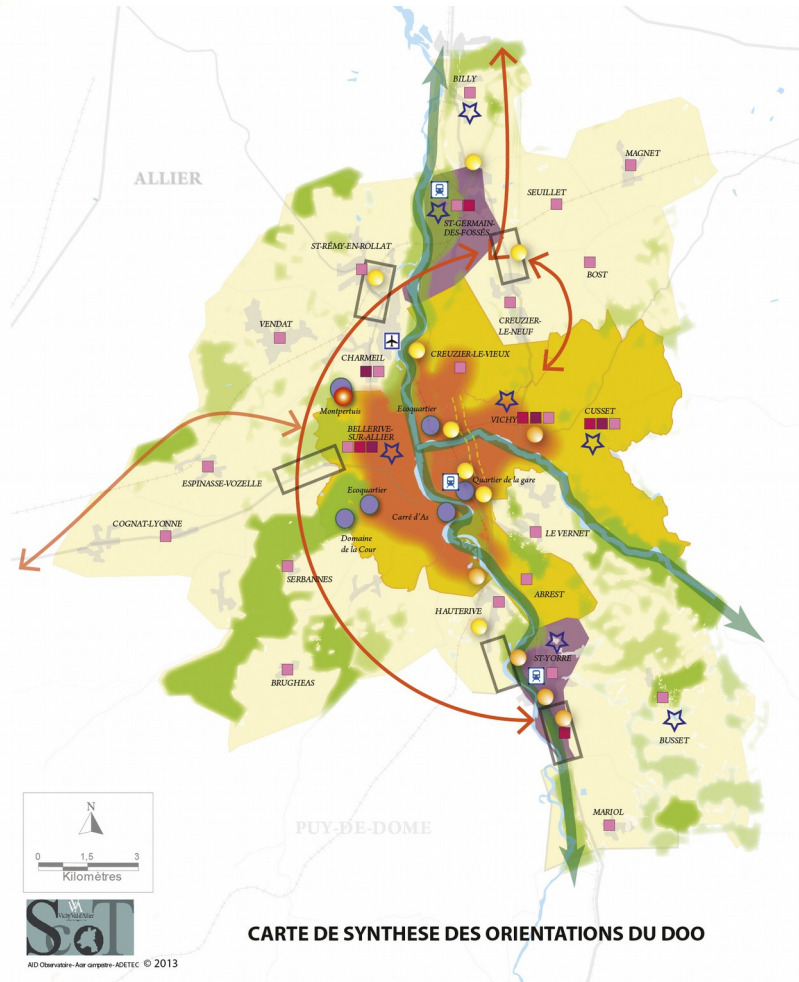 BILLY
MAGNET
ALLIER
SEUILLET
ST-GERMAIN-
DES-FOSSÉS
ST-RÉMY-EN-ROLLAT
BOST
CREUZIER-
LE-NEUF
VENDAT
CREUZIER-LE-VIEUX
CHARMEIL
Montpertuis
Ecoquartier
VICHY
CUSSET
BELLERIVE-
SUR-ALLIER
ESPINASSE-VOZELLE
Quartier de la gare
Ecoquartier
Carré d'As
COGNAT-LYONNE
LE VERNET
Domaine
de la Cour
SERBANNES
ABREST
HAUTERIVE
ST-YORRE
BRUGHEAS
BUSSET
MARIOL
PUY-DE-DOME
N
0 1,5 3
Kilomètres
SCoT
CARTE DE SYNTHESE DES ORIENTATIONS DU DOO
AID Observatoire - Acer campestre - ADETEC © 2013